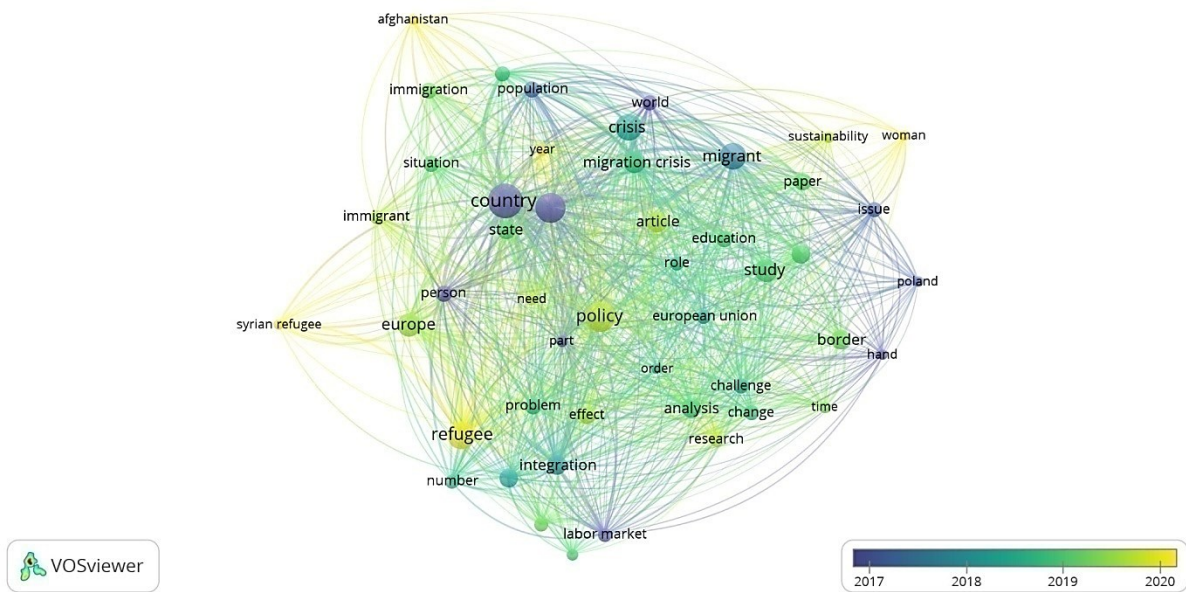 afghanistan
immigration
population
world
crisis
sustainability
woman
year
migrant
situation
migration crisis
paper
country
immigrant
article
issue
state
education
role
study
person
need
poland
syrian refugee
europe
policy
european union
part
border
hand
order
challenge
problem
effect
analysis
change
time
refugee
research
integration
number
labor market
VOSviewer
2017
2018
2019
2020